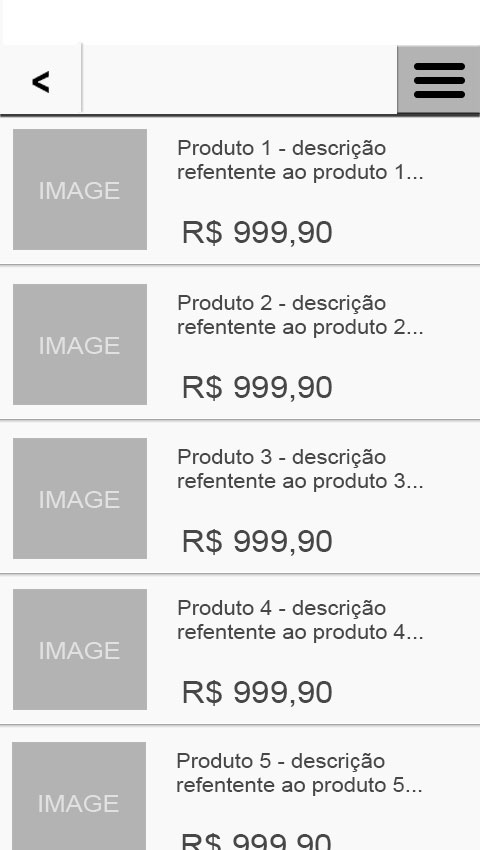 <
IMAGE
Produto 1 - descrição
refentente ao produto 1...
R$ 999,90
IMAGE
Produto 2 - descrição
refentente ao produto 2...
R$ 999,90
IMAGE
Produto 3 - descrição
refentente ao produto 3...
R$ 999,90
IMAGE
Produto 4 - descrição
refentente ao produto 4...
R$ 999,90
IMAGE
Produto 5 - descrição
refentente ao produto 5...
R$ 999,90